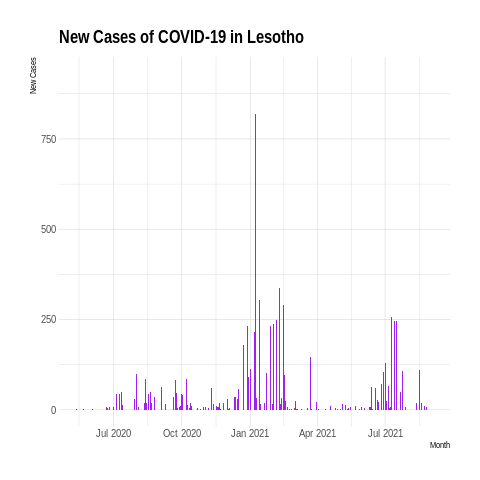 New Cases of COVID-19 in Lesotho
New Cases
750
500
250
0
Jul 2020 Oct 2020 Jan 2021 Apr 2021 Jul 2021
Month